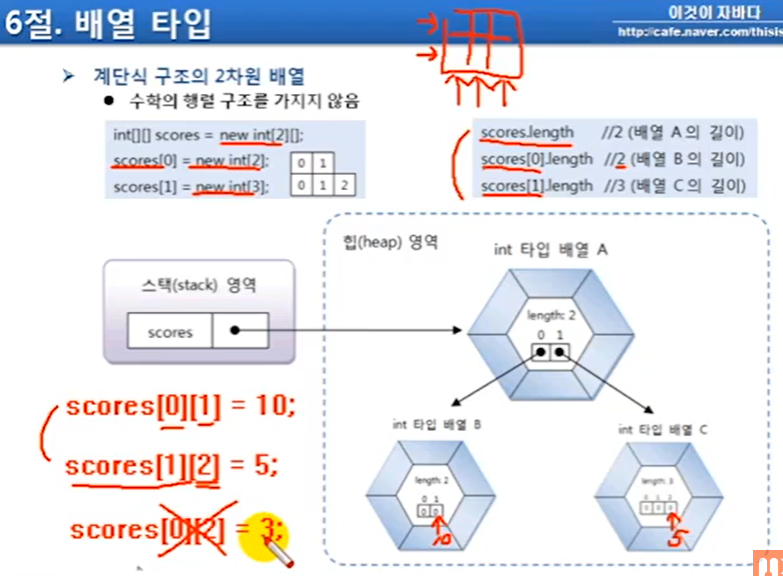 6절. 배열 타입
이것이 자바다
http://cafe.naver.com/thisis
➢ 계단식 구조의 2차원 배열
● 수학의 행렬 구조를 가지지 않음
int[][] scores = new int[2][];
scores[0] = new int[2];
0 1
scores[1] = new int[3];
0 1 2
scores.length //2 (배열 A의 길이)
scores[0].length //2 (배열 B의 길이)
scores[1].length //3 (배열 C의 길이)
힙(heap) 영역
int 타입 배열 A
스택(stack) 영역
scores
length: 2
0 1
scores[0][1] = 10;
scores[1][2] = 5;
scores[0][2] = 3;
int 타입 배열 B
length: 2
0 1
0 0
10
int 타입 배열 C
length: 3
0 1 2
0 0 0
5
m